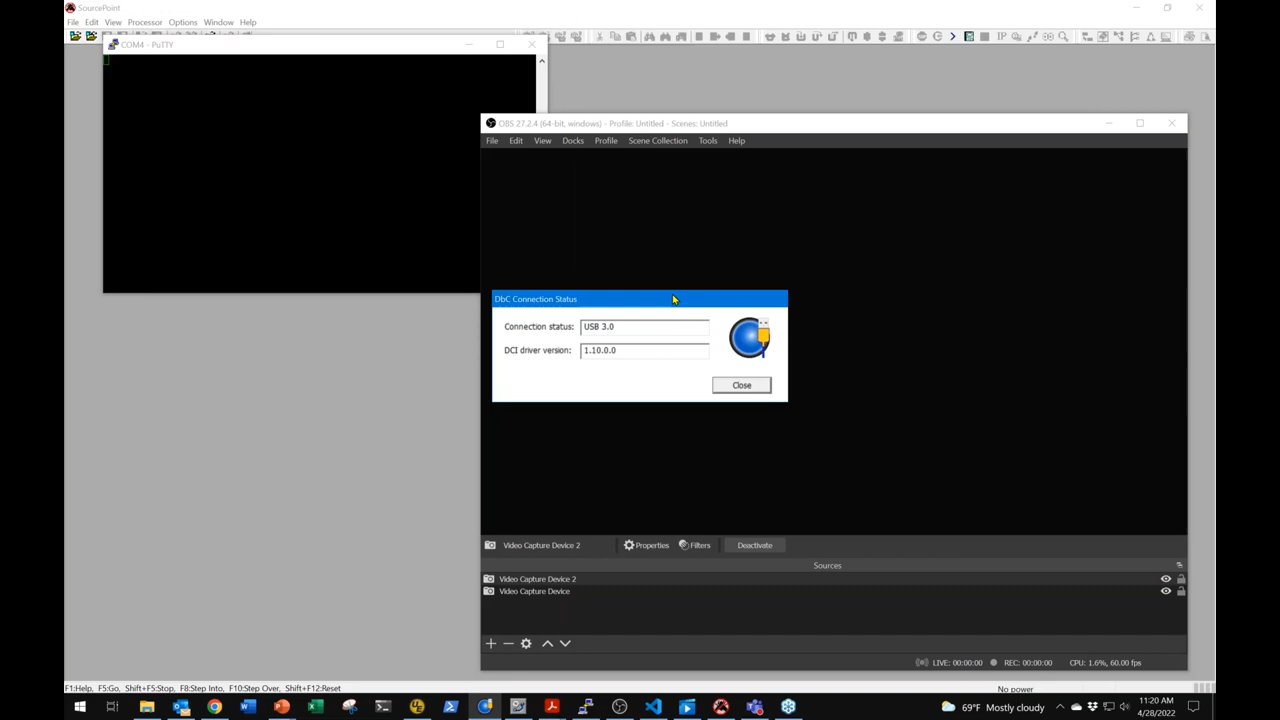 SourcePoint
File Edit View Processor Options Window Help
COM4 - PuTTY
OBS 27.2.4 (64-bit, windows) - Profile: Untitled - Scenes: Untitled
File Edit View Docks Profile Scene Collection Tools Help
DbC Connection Status
Connection status: USB 3.0
DCI driver version: 1.10.0.0
Close
Video Capture Device 2 Properties Filters Deactivate
Sources
Video Capture Device 2
Video Capture Device
LIVE: 00:00:00 REC: 00:00:00 CPU: 1.6%, 60.00 fps
F1:Help, F5:Go, Shift+F5:Stop, F8:Step Into, F10:Step Over, Shift+F12:Reset No power
69°F Mostly cloudy
11:20 AM
4/28/2022